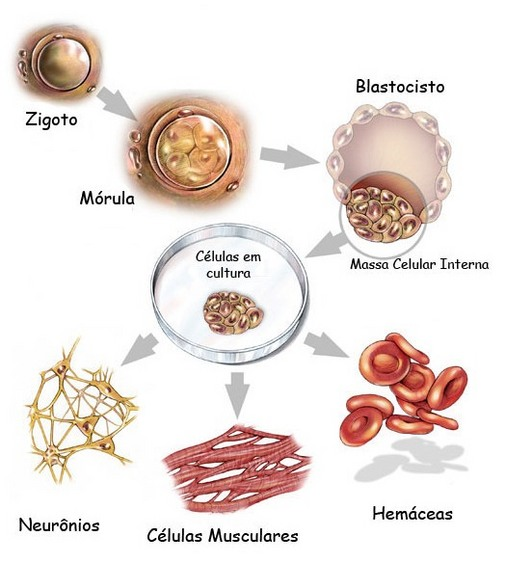 Zigoto
Blastocisto
Mórula
Células em
cultura
Massa Celular Interna
Neurônios
Células Musculares
Hemáceas